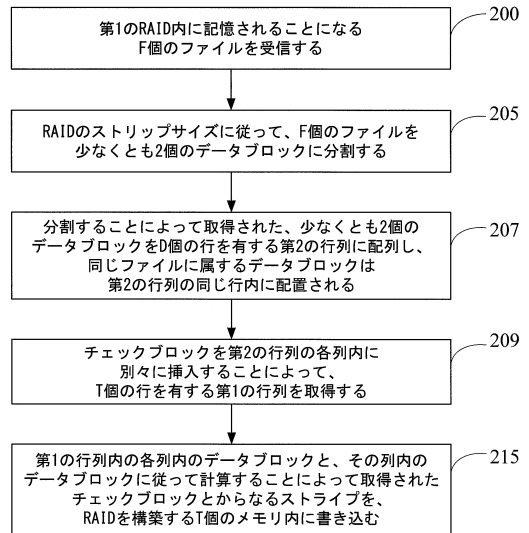 第1のRAID内に記憶されることになる
F個のファイルを受信する
200
RAIDのストリップサイズに従って、F個のファイルを
少なくとも2個のデータブロックに分割する
205
分割することによって取得された、少なくとも2個の
データブロックをD個の行を有する第2の行列に配列し、
同じファイルに属するデータブロックは
第2の行列の同じ行内に配置される
207
チェックブロックを第2の行列の各列内に
別々に挿入することによって、
T個の行を有する第1の行列を取得する
209
第1の行列内の各列内のデータブロックと、その列内の
データブロックに従って計算することによって取得された
チェックブロックとからなるストライプを、
RAIDを構築するT個のメモリ内に書き込む
215